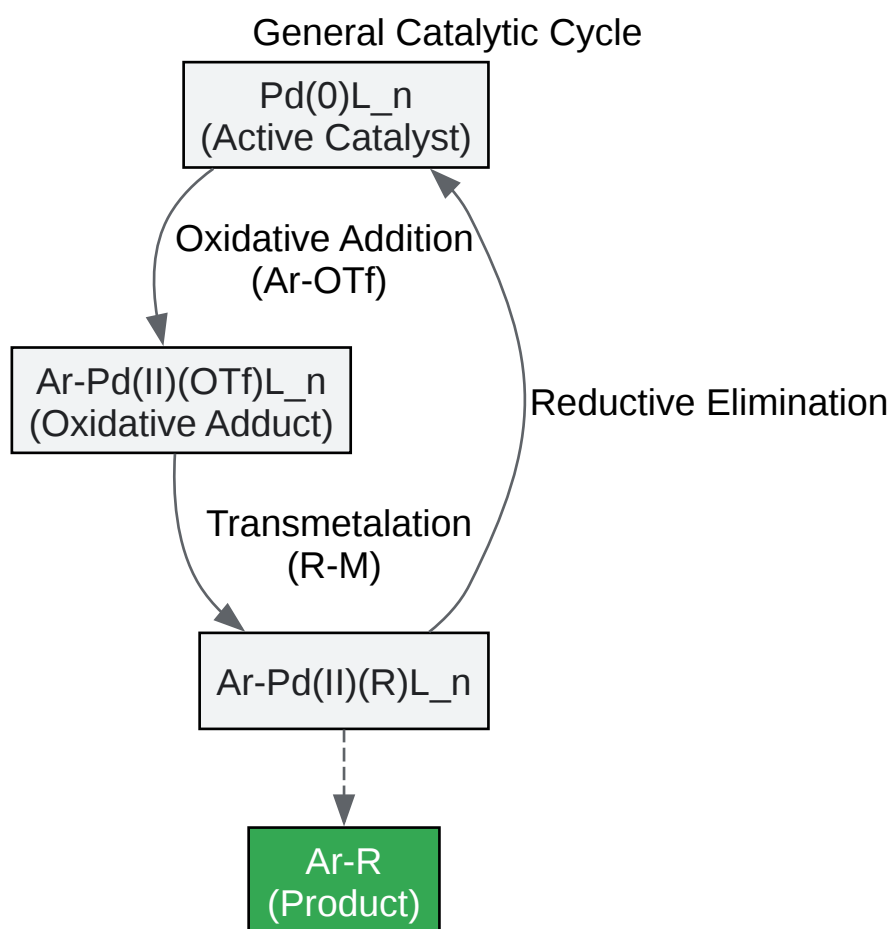 General Catalytic Cycle
Pd(0)L_n
(Active Catalyst)
Oxidative Addition
(Ar-OTf)
Ar-Pd(II)(OTf)L_n
(Oxidative Adduct)
Reductive Elimination
Transmetalation
(R-M)
Ar-Pd(II)(R)L_n
Ar-R
(Product)